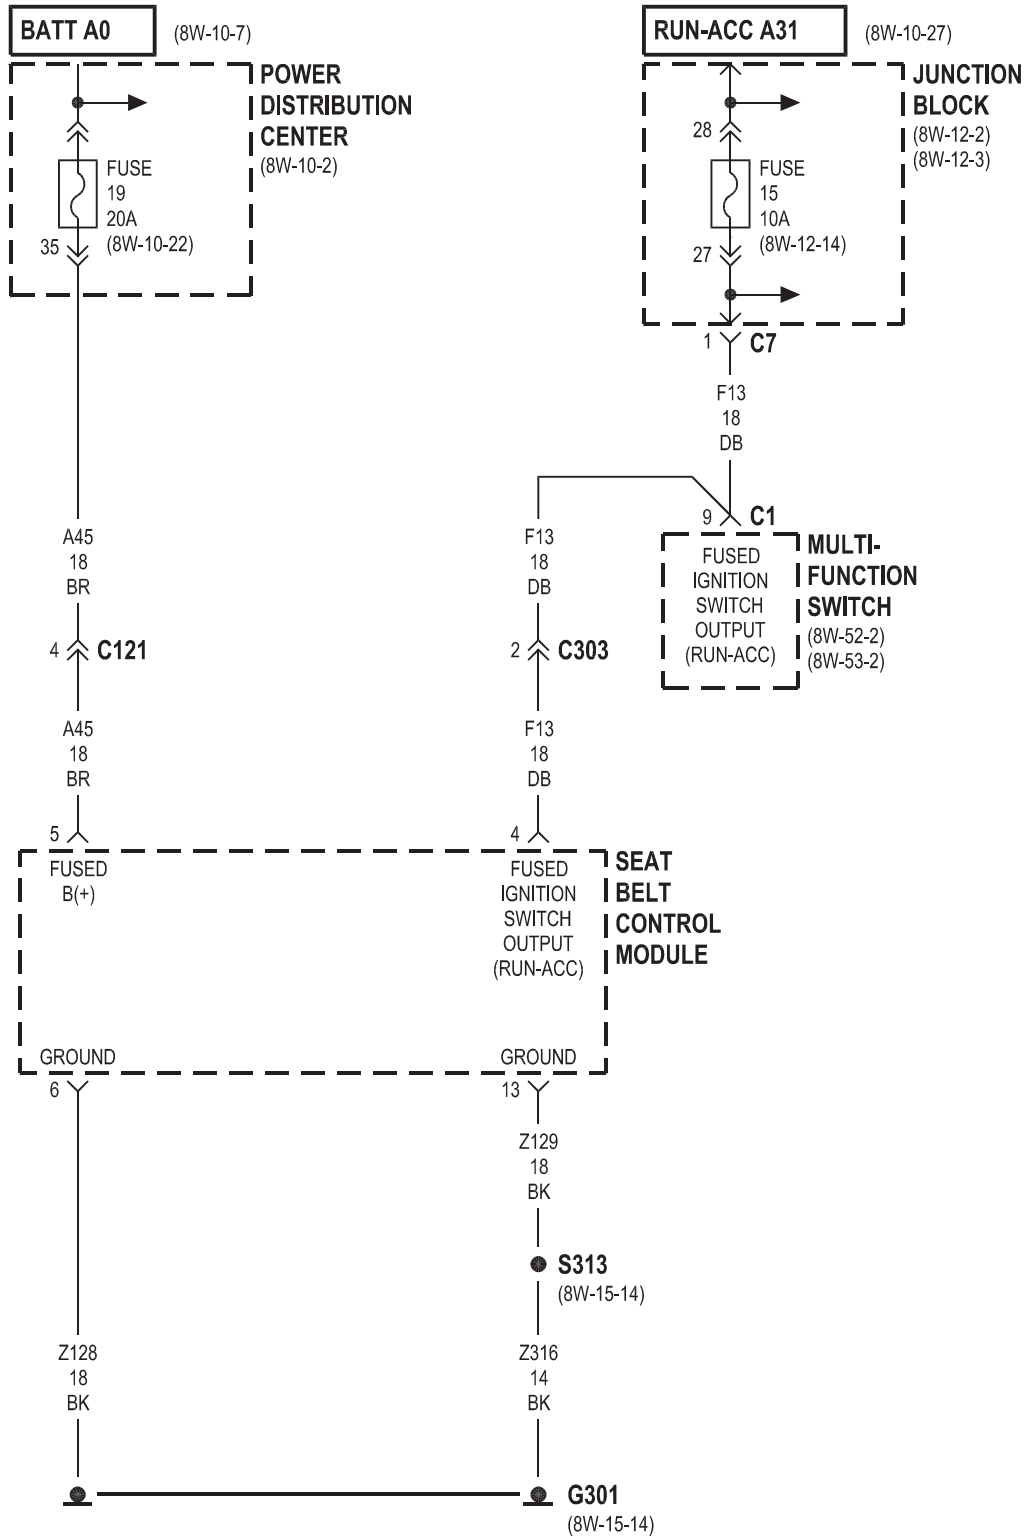 BATT A0
(8W-10-7)
RUN-ACC A31
(8W-10-27)
POWER
DISTRIBUTION
CENTER
(8W-10-2)
JUNCTION
BLOCK
(8W-12-2)
(8W-12-3)
FUSE
19
20A
(8W-10-22)
35
28
FUSE
15
10A
(8W-12-14)
27
1
C7
F13
18
DB
9
C1
A45
18
BR
F13
18
DB
FUSED
IGNITION
SWITCH
OUTPUT
(RUN-ACC)
MULTI-
FUNCTION
SWITCH
(8W-52-2)
(8W-53-2)
4
C121
2
C303
A45
18
BR
F13
18
DB
5
4
FUSED
B(+)
FUSED
IGNITION
SWITCH
OUTPUT
(RUN-ACC)
SEAT
BELT
CONTROL
MODULE
GROUND
GROUND
6
13
Z129
18
BK
S313
(8W-15-14)
Z128
18
BK
Z316
14
BK
G301
(8W-15-14)